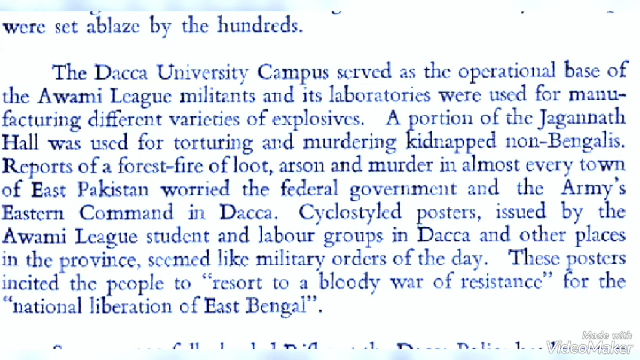 were set ablaze by the hundreds.
The Dacca University Campus served as the operational base of
the Awami League militants and its laboratories were used for manu-
facturing different varieties of explosives. A portion of the Jagannath
Hall was used for torturing and murdering kidnapped non-Bengalis.
Reports of a forest-fire of loot, arson and murder in almost every town
of East Pakistan worried the federal government and the Army's
Eastern Command in Dacca. Cyclostyled posters, issued by the
Awami League student and labour groups in Dacca and other places
in the province, seemed like military orders of the day. These posters
incited the people to "resort to a bloody war of resistance" for the
"national liberation of East Bengal".
Made with
VideoMaker